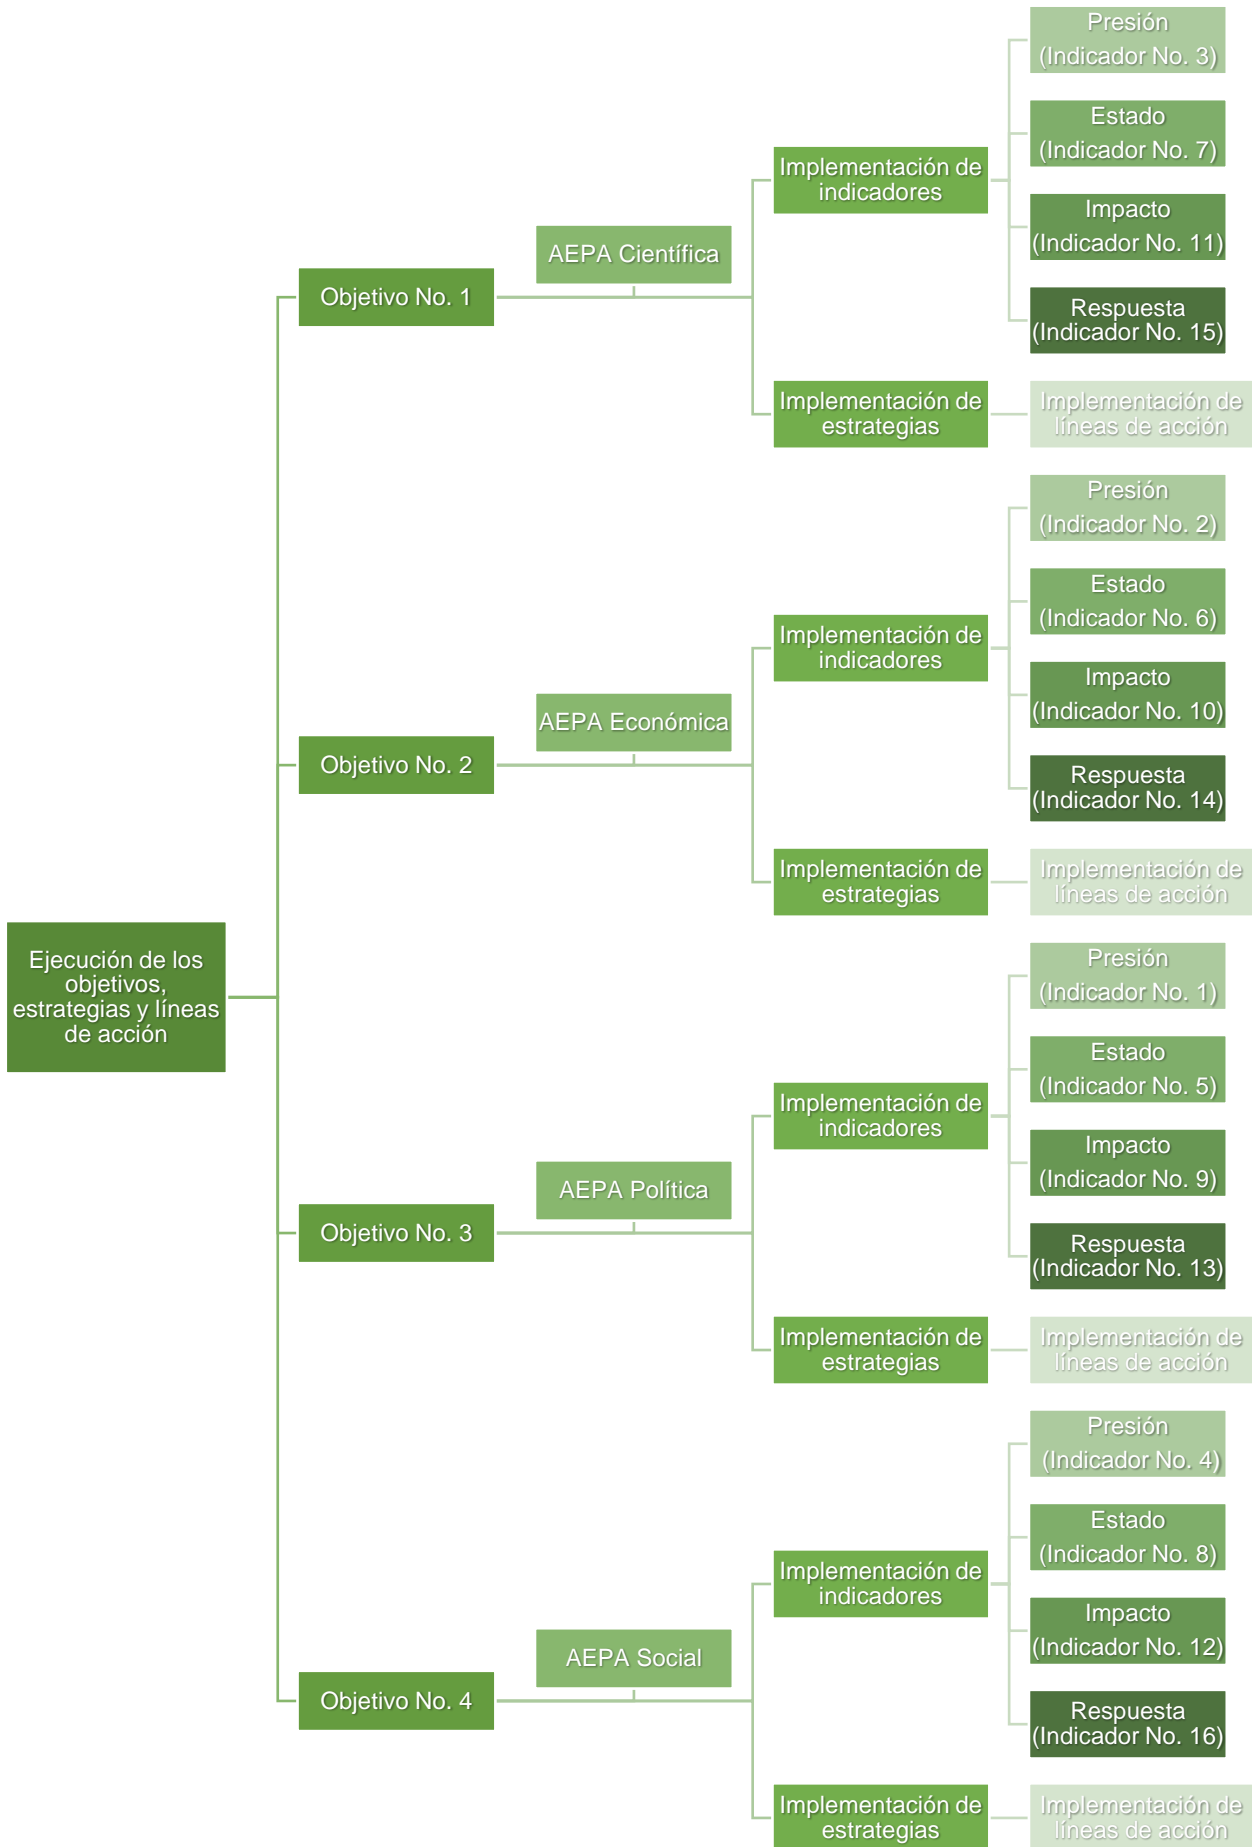 Ejecución de los
objetivos,
estrategias y líneas
de acción
Objetivo No. 1
AEPA Científica
Implementación de
indicadores
Presión
(Indicador No. 3)
Estado
(Indicador No. 7)
Impacto
(Indicador No. 11)
Respuesta
(Indicador No. 15)
Implementación de
estrategias
Implementación de
líneas de acción
Objetivo No. 2
AEPA Económica
Implementación de
indicadores
Presión
(Indicador No. 2)
Estado
(Indicador No. 6)
Impacto
(Indicador No. 10)
Respuesta
(Indicador No. 14)
Implementación de
estrategias
Implementación de
líneas de acción
Objetivo No. 3
AEPA Política
Implementación de
indicadores
Presión
(Indicador No. 1)
Estado
(Indicador No. 5)
Impacto
(Indicador No. 9)
Respuesta
(Indicador No. 13)
Implementación de
estrategias
Implementación de
líneas de acción
Objetivo No. 4
AEPA Social
Implementación de
indicadores
Presión
(Indicador No. 4)
Estado
(Indicador No. 8)
Impacto
(Indicador No. 12)
Respuesta
(Indicador No. 16)
Implementación de
estrategias
Implementación de
líneas de acción